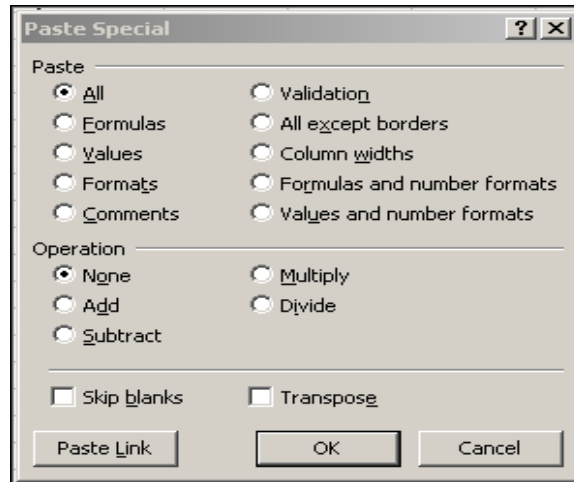 Paste Special
Paste
All
Validation
Formulas
All except borders
Values
Column widths
Formats
Formulas and number formats
Comments
Values and number formats
Operation
None
Multiply
Add
Divide
Subtract
Skip blanks
Transpose
Paste Link
OK
Cancel